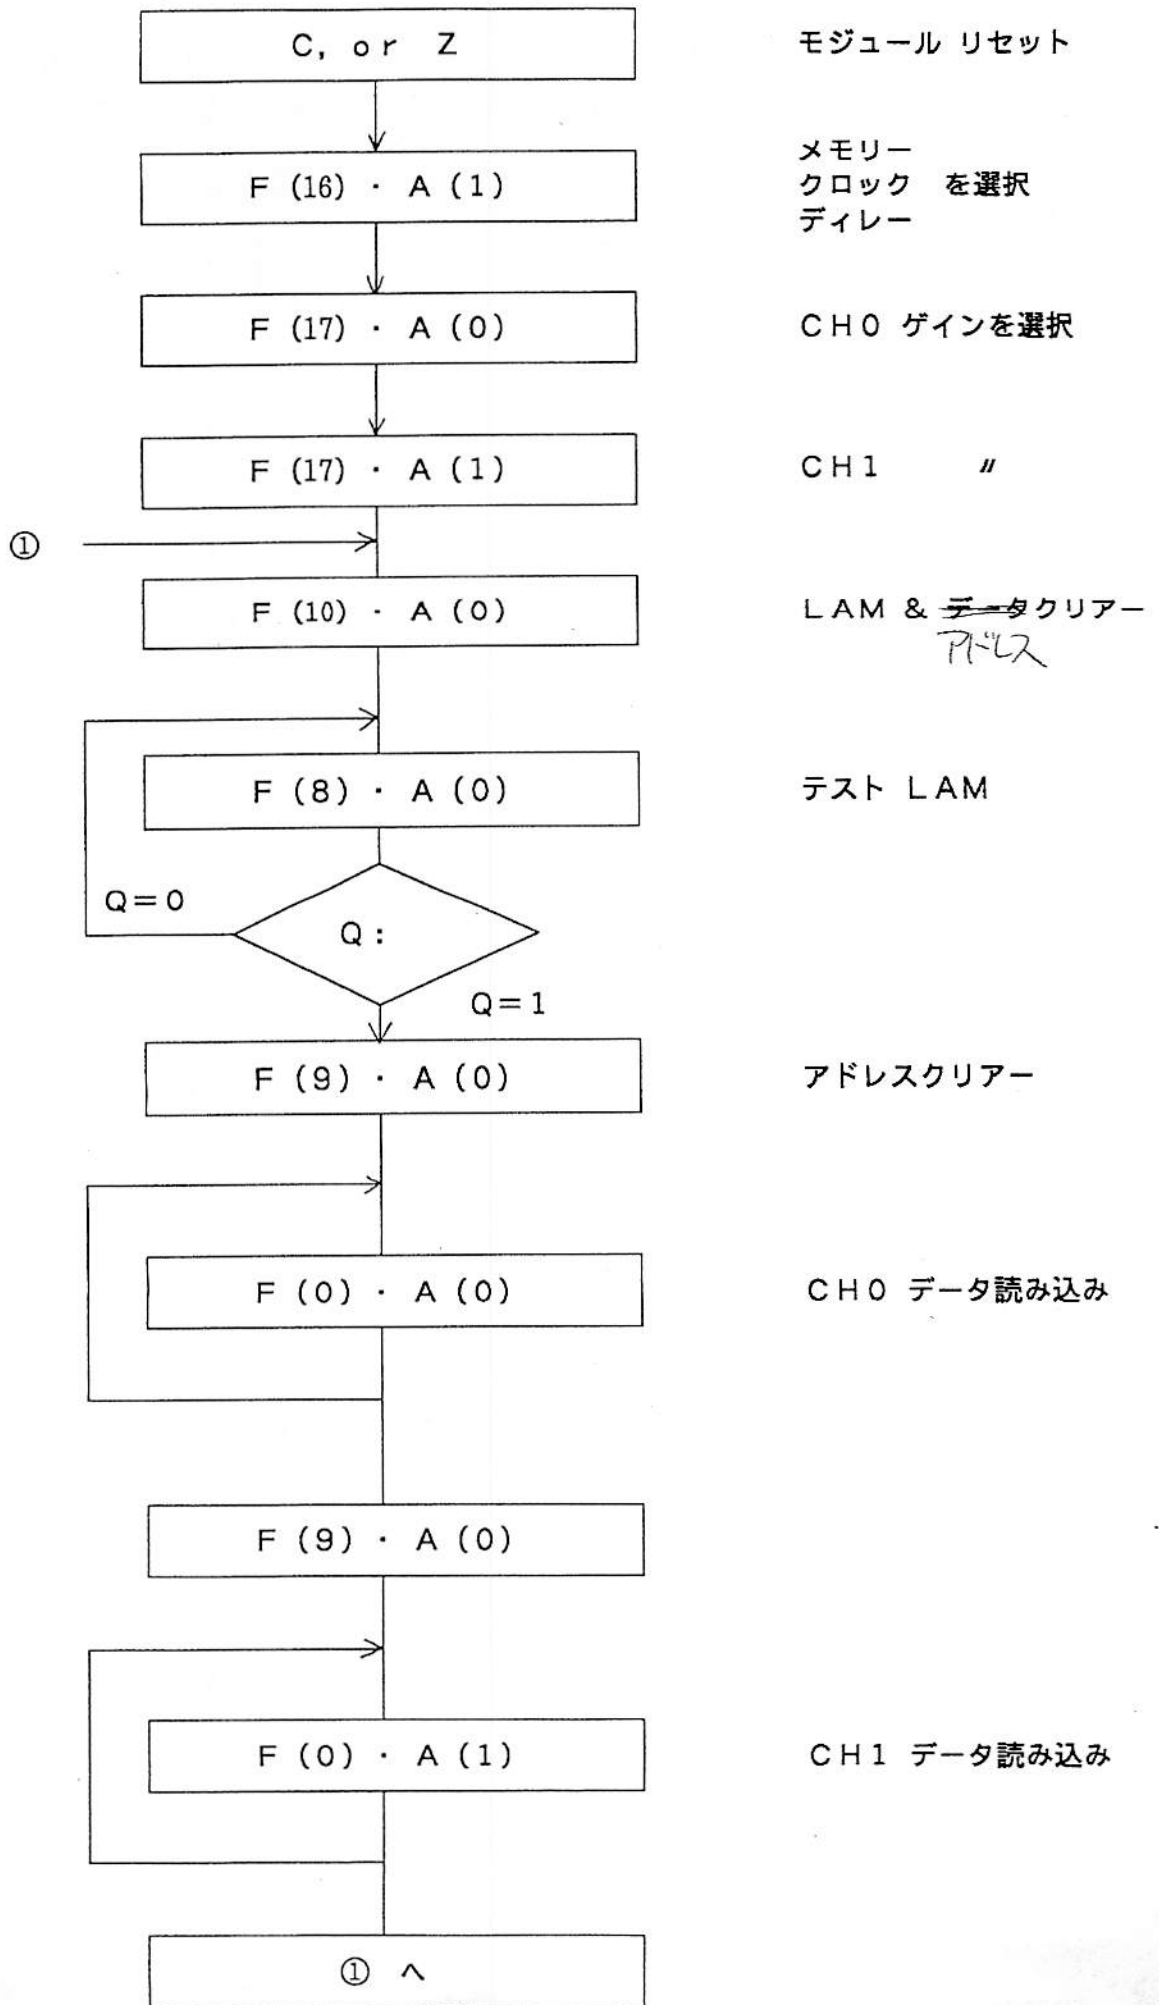 C, or Z モジュール リセット
メモリー
F (16) ・ A (1) クロック を選択
ディレー
F (17) ・ A (0) CH0 ゲインを選択
F (17) ・ A (1) CH1 〃
①
F (10) ・ A (0) LAM & データクリアー
アドレス
F (8) ・ A (0) テスト LAM
Q=0
Q:
Q=1
F (9) ・ A (0) アドレスクリアー
F (0) ・ A (0) CH0 データ読み込み
F (9) ・ A (0)
F (0) ・ A (1) CH1 データ読み込み
① へ